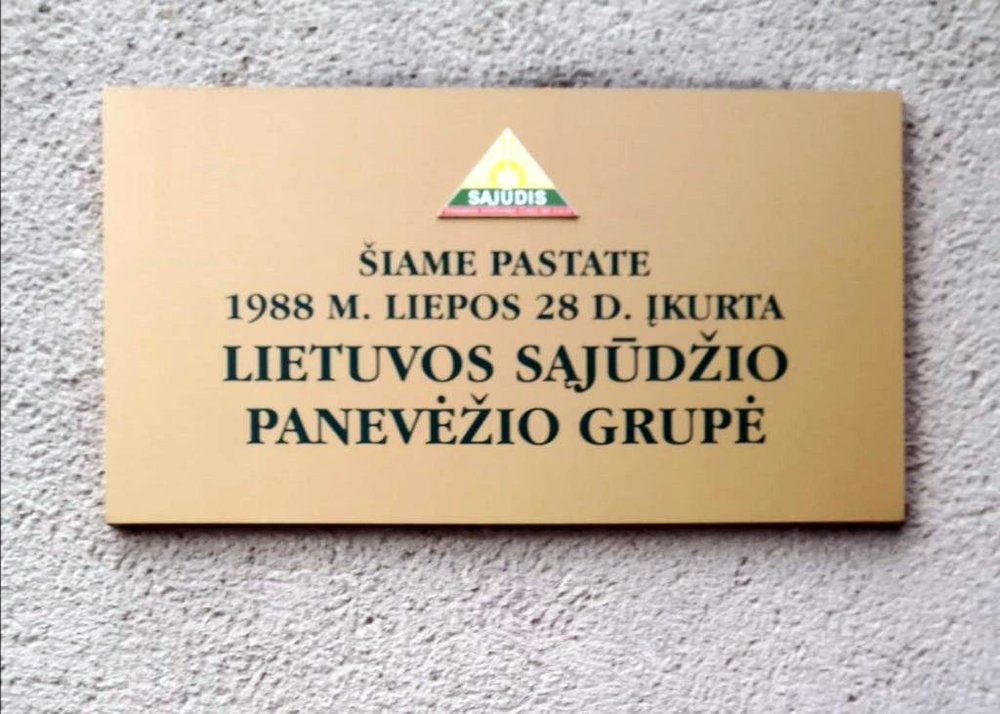 SĄJŪDIS
ŠIAME PASTATE
1988 M. LIEPOS 28 D. ĮKURTA
LIETUVOS SĄJŪDŽIO
PANEVĖŽIO GRUPĖ